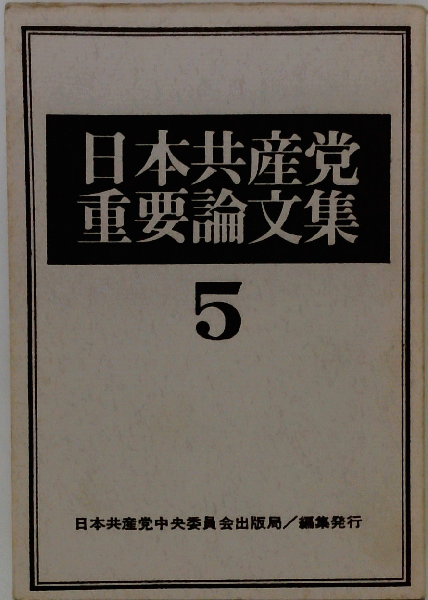 日本共産党
重要論文集
5
日本共産党中央委員会出版局／編集発行